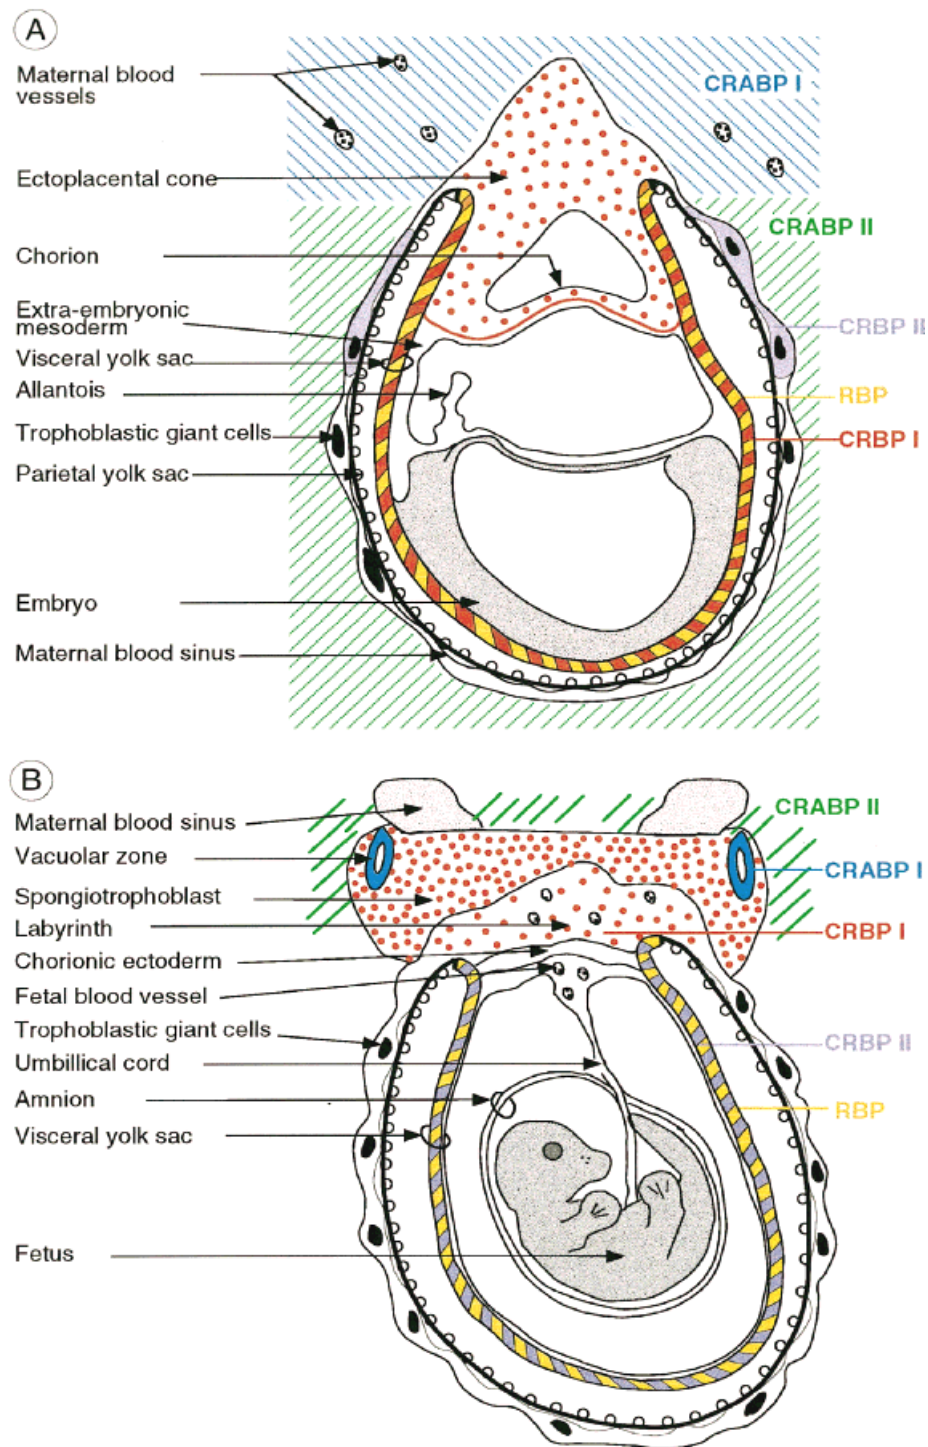 A
Maternal blood
vessels
CRABP I
Ectoplacental cone
CRABP II
Chorion
Extra-embryonic
mesoderm
CRBP II
Visceral yolk sac
Allantois
RBP
Trophoblastic giant cells
CRBP I
Parietal yolk sac
Embryo
Maternal blood sinus
B
CRABP II
Maternal blood sinus
Vacuolar zone
CRABP I
Spongiotrophoblast
Labyrinth
CRBP I
Chorionic ectoderm
Fetal blood vessel
Trophoblastic giant cells
CRBP II
Umbillical cord
Amnion
RBP
Visceral yolk sac
Fetus